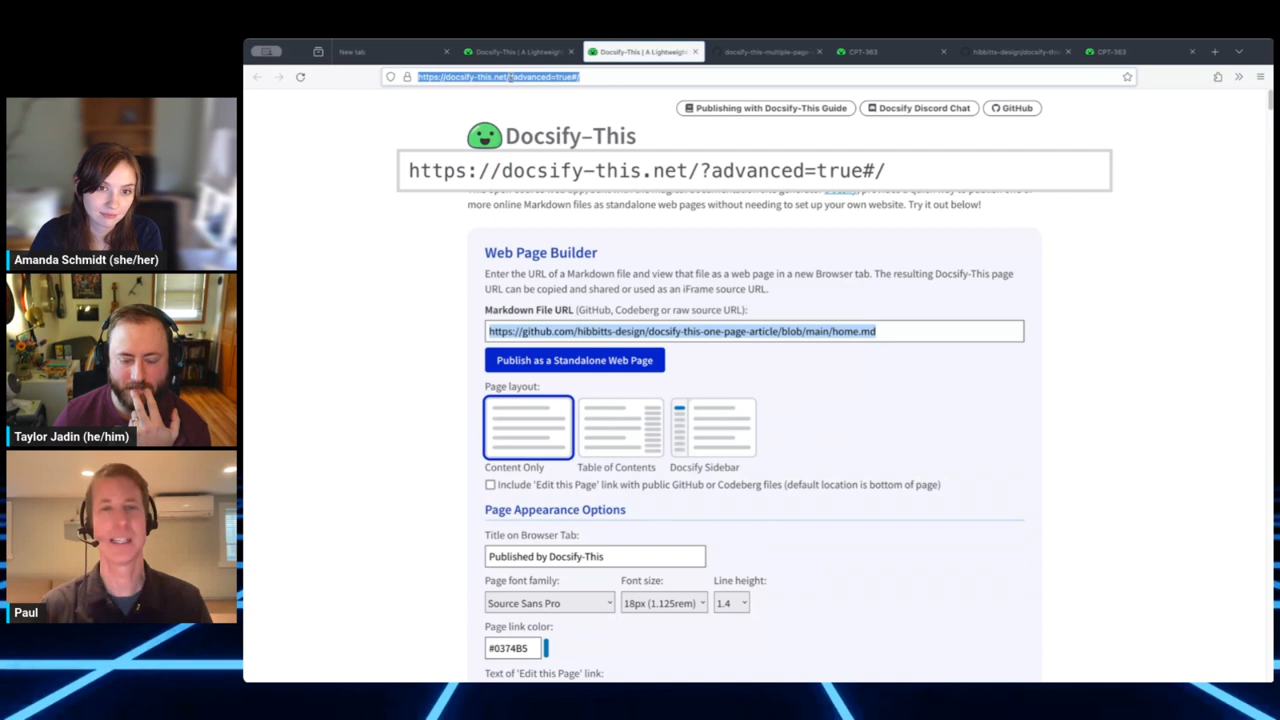 New tab
Docsify-This | A Lightweight
Docsify-This | A Lightweight
docsify-this-multiple-page-
CPT-363
hibbitts-design/docsify-this
CPT-363
https://docsify-this.net/?advanced=true#/
Publishing with Docsify-This Guide
Docsify Discord Chat
GitHub
Docsify-This
https://docsify-this.net/?advanced=true#/
more online Markdown files as standalone web pages without needing to set up your own website. Try it out below!
Web Page Builder
Enter the URL of a Markdown file and view that file as a web page in a new Browser tab. The resulting Docsify-This page
URL can be copied and shared or used as an iFrame source URL.
Markdown File URL (GitHub, Codeberg or raw source URL):
https://github.com/hibbitts-design/docsify-this-one-page-article/blob/main/home.md
Publish as a Standalone Web Page
Page layout:
Content Only
Table of Contents
Docsify Sidebar
Include 'Edit this Page' link with public GitHub or Codeberg files (default location is bottom of page)
Page Appearance Options
Title on Browser Tab:
Published by Docsify-This
Page font family:
Font size:
Line height:
Source Sans Pro
18px (1.125rem)
1.4
Page link color:
#0374B5
Text of 'Edit this Page' link:
Amanda Schmidt (she/her)
Taylor Jadin (he/him)
Paul